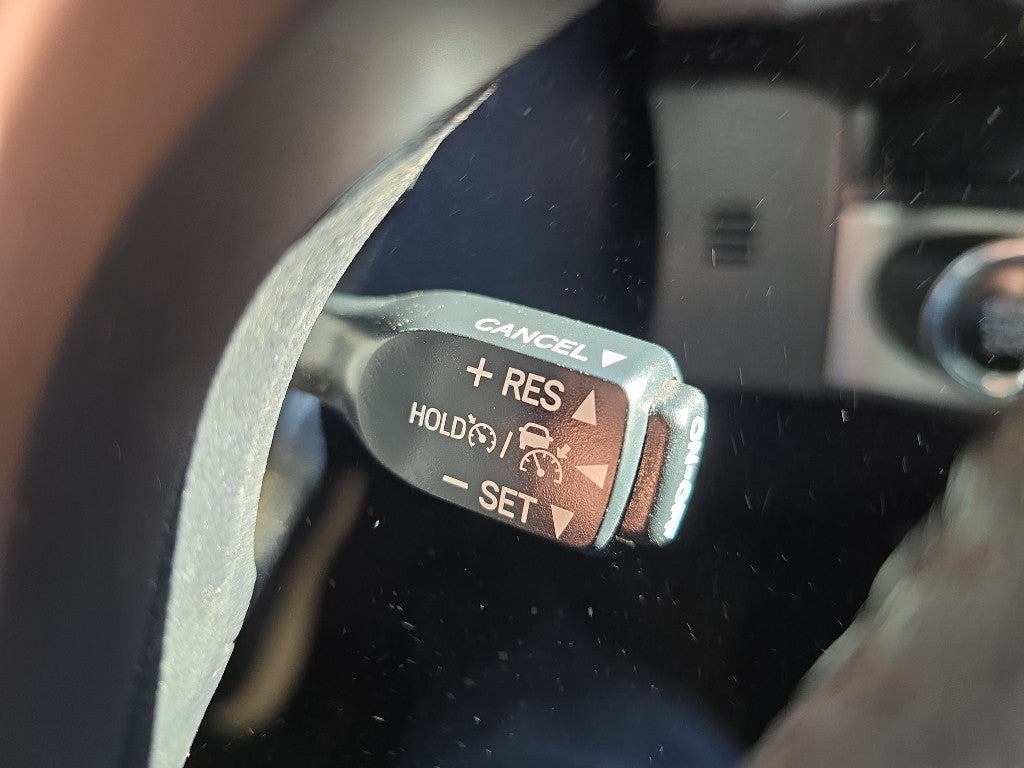 CANCEL ▼
+ RES ▲
HOLD /
– SET ▼
ON-OFF